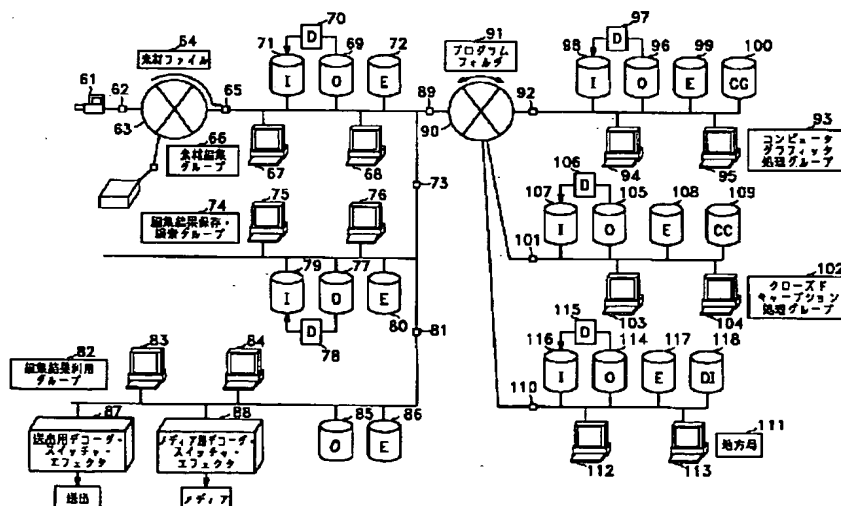 64
素材ファイル
61
62
63
65
66
素材編集
グループ
70
D
71
69
72
I
O
E
67
68
89
73
91
プログラム
フォルダ
90
92
97
D
98
96
99
100
I
O
E
CG
94
95
93
コンピュータ
グラフィック
処理グループ
74
編集結果保存・
編集グループ
75
76
79
77
I
O
E
80
D
78
81
106
D
107
105
108
109
I
O
E
CC
101
103
104
102
クローズド
キャープション
処理グループ
82
編集結果利用
グループ
83
84
87
送出用デコーダ・
スイッチャ・
エフェクタ
88
メディア用デコーダ・
スイッチャ・
エフェクタ
85
86
O
E
送出
メディア
115
D
116
114
117
118
I
O
E
DI
110
112
113
111
地方局